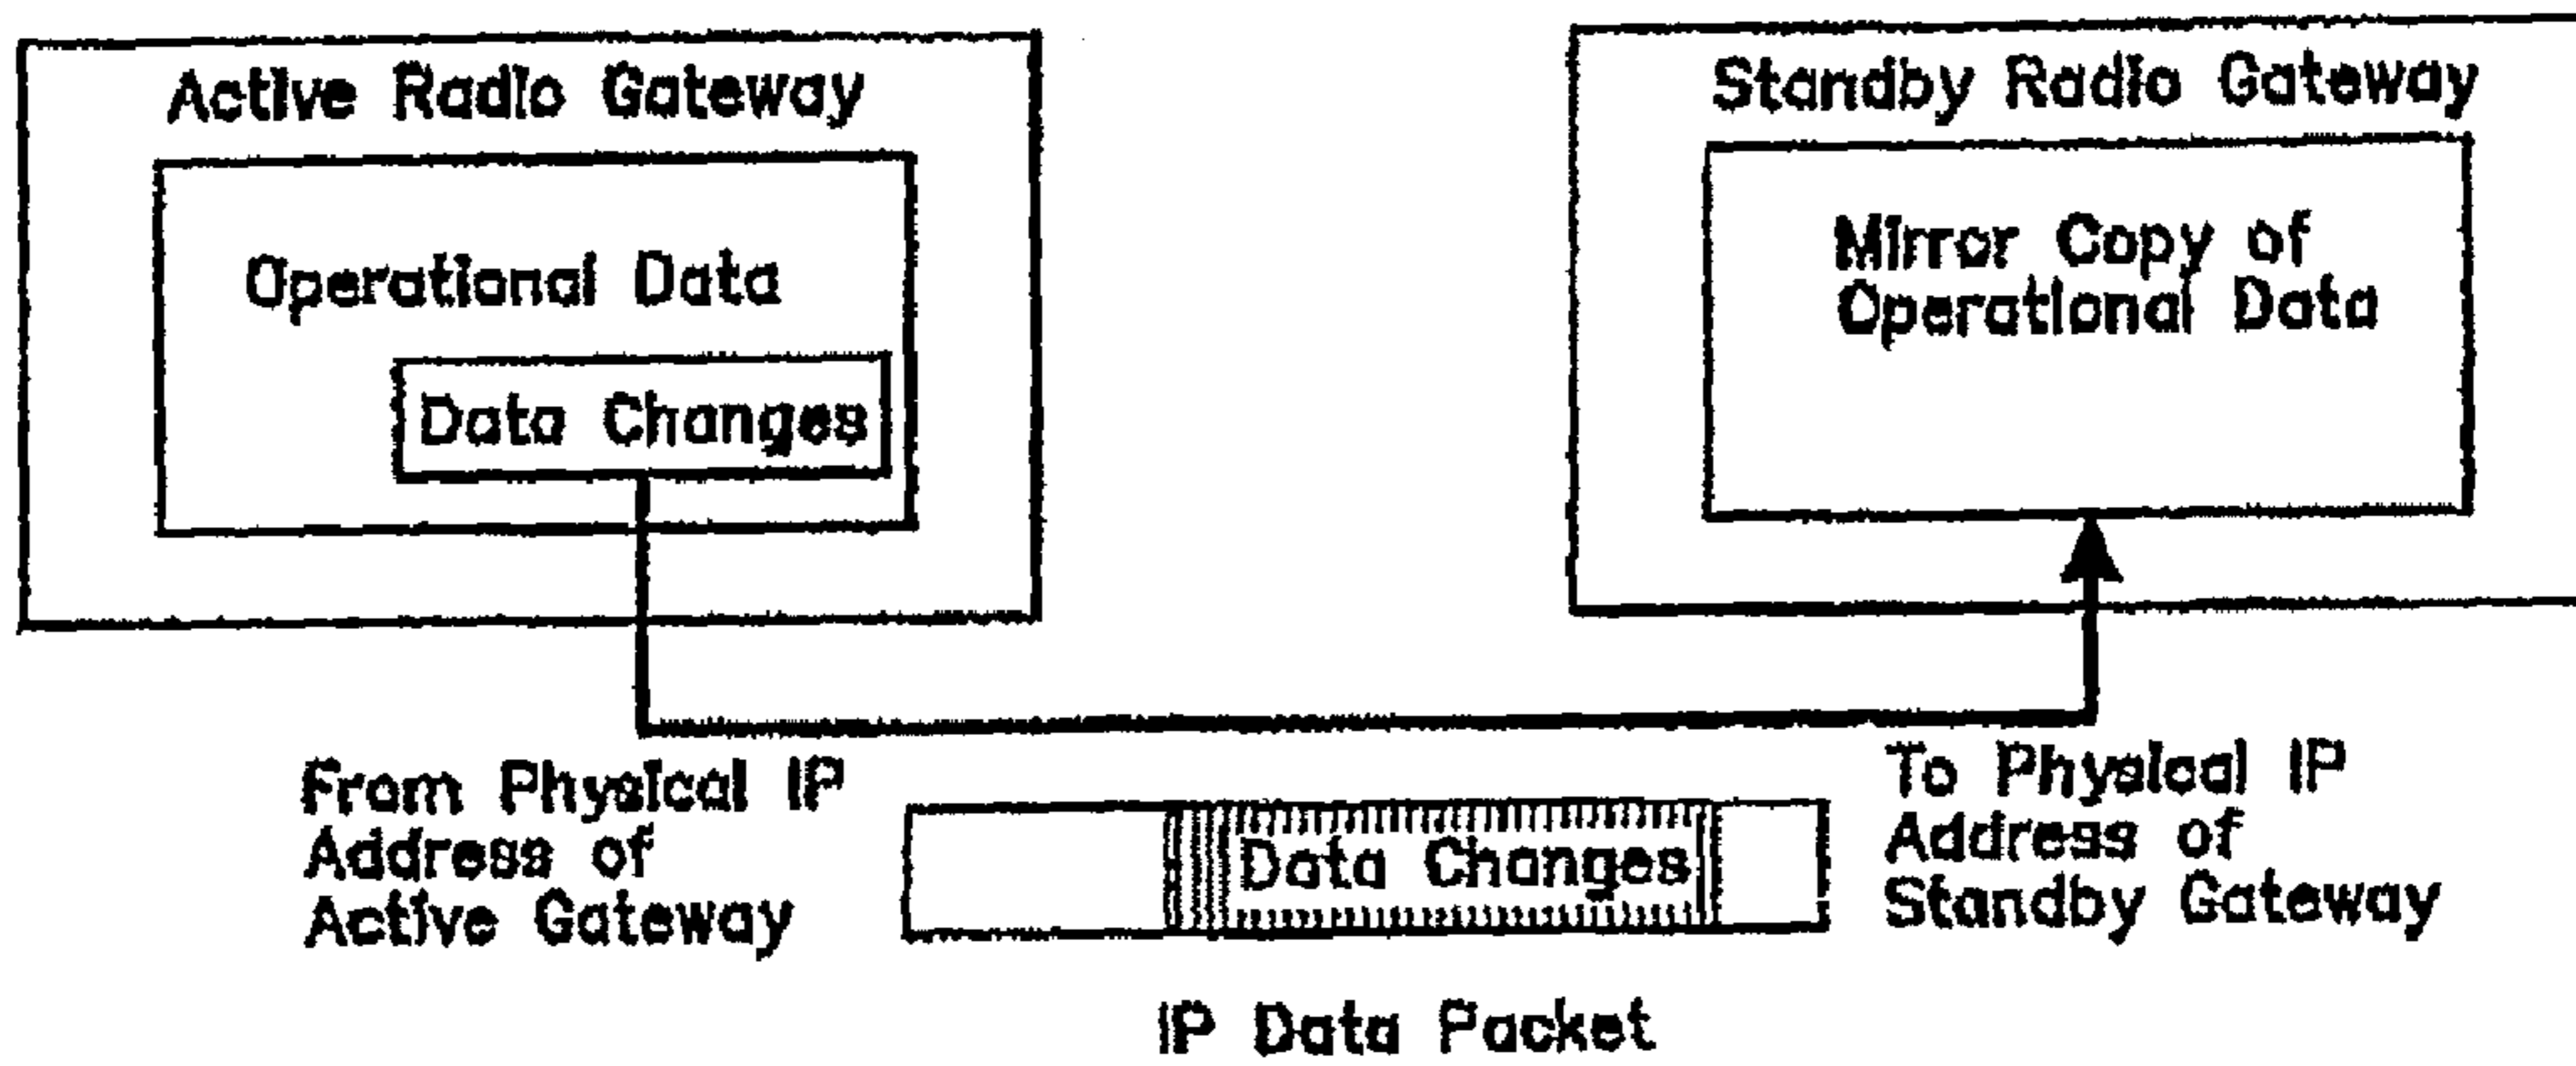 Active Radio Gateway
Operational Data
Data Changes
Standby Radio Gateway
Mirror Copy of
Operational Data
From Physical IP
Address of
Active Gateway
Data Changes
To Physical IP
Address of
Standby Gateway
IP Data Packet